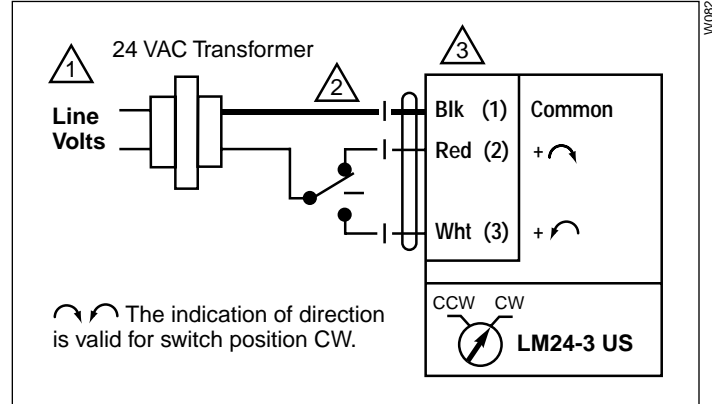 W082
1
24 VAC Transformer
2
3
Line
Volts
Blk (1) Common
Red (2) +
Wht (3) +
The indication of direction
is valid for switch position CW.
CCW CW
LM24-3 US